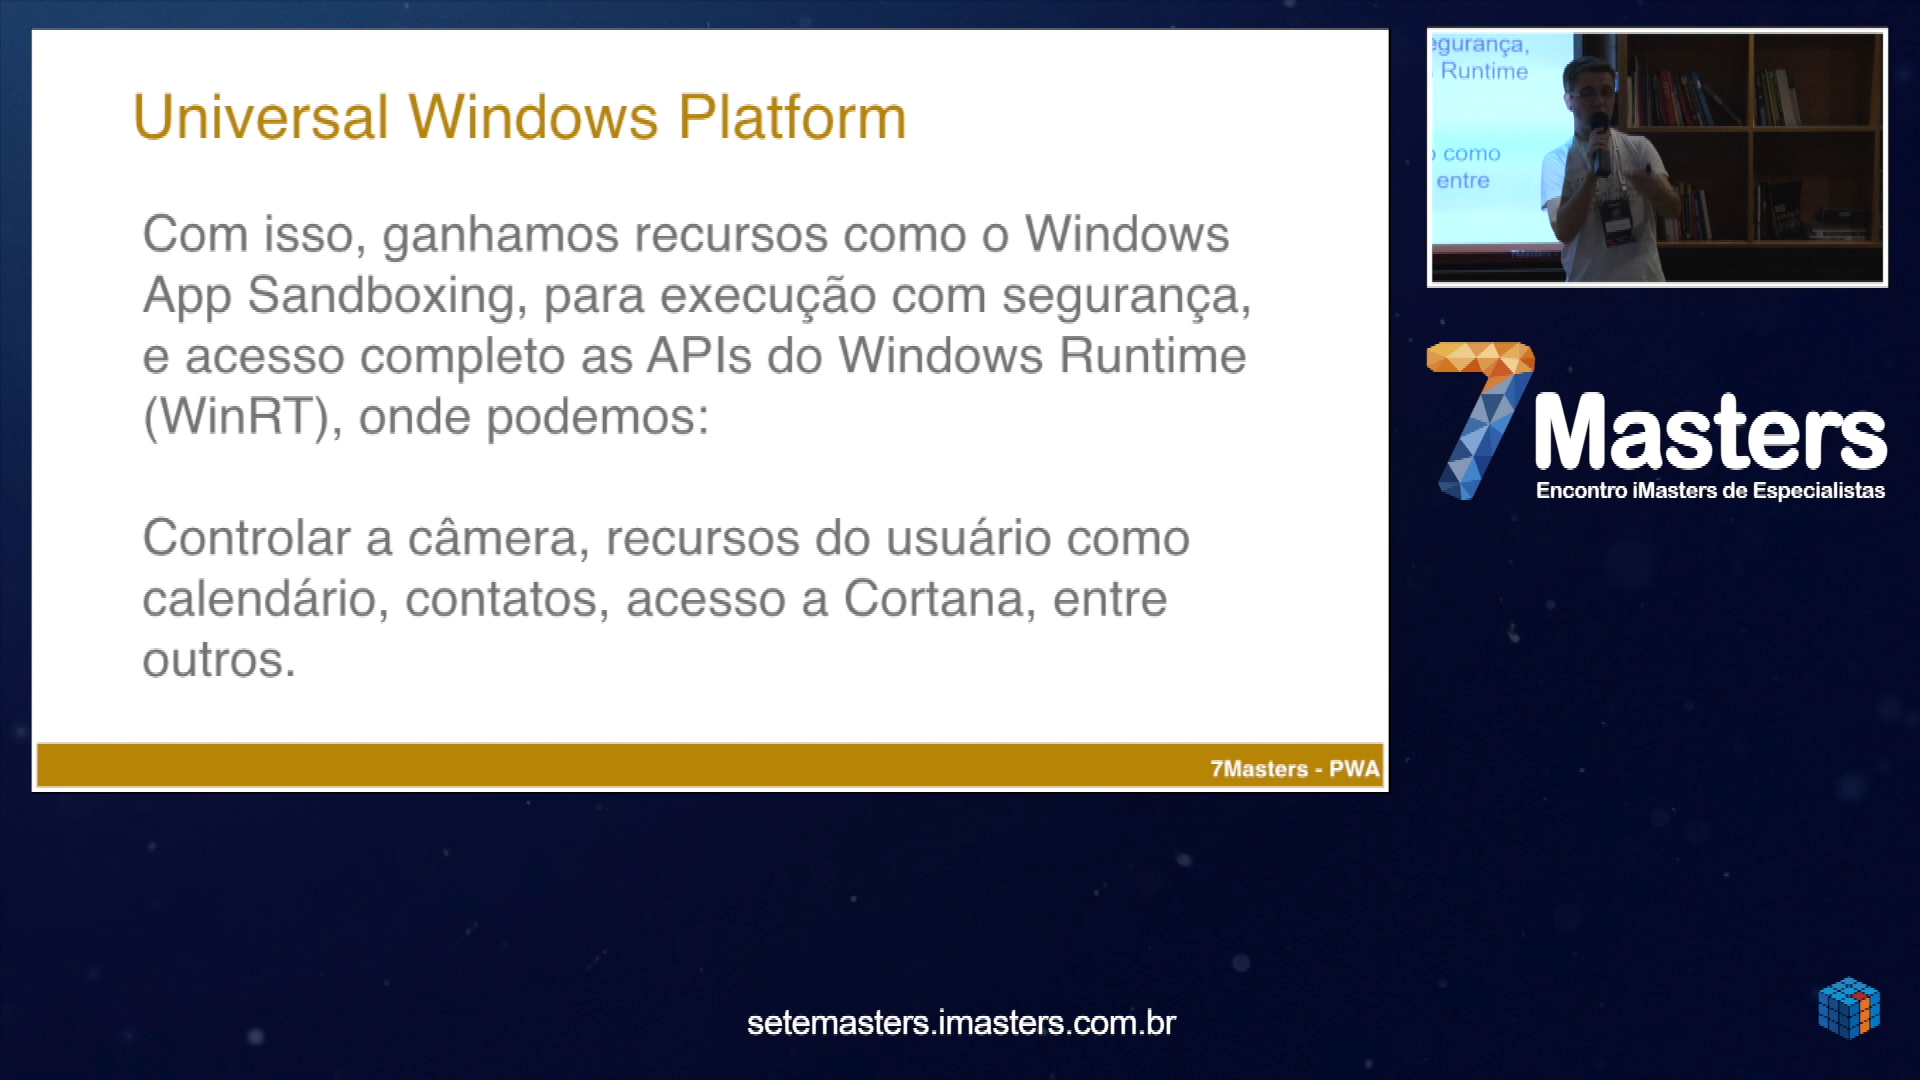 Universal Windows Platform
Com isso, ganhamos recursos como o Windows
App Sandboxing, para execução com segurança,
e acesso completo as APIs do Windows Runtime
(WinRT), onde podemos:
Controlar a câmera, recursos do usuário como
calendário, contatos, acesso a Cortana, entre
outros.
7Masters - PWA
egurança,
Runtime
como
entre
7Masters
Encontro iMasters de Especialistas
setemasters.imasters.com.br